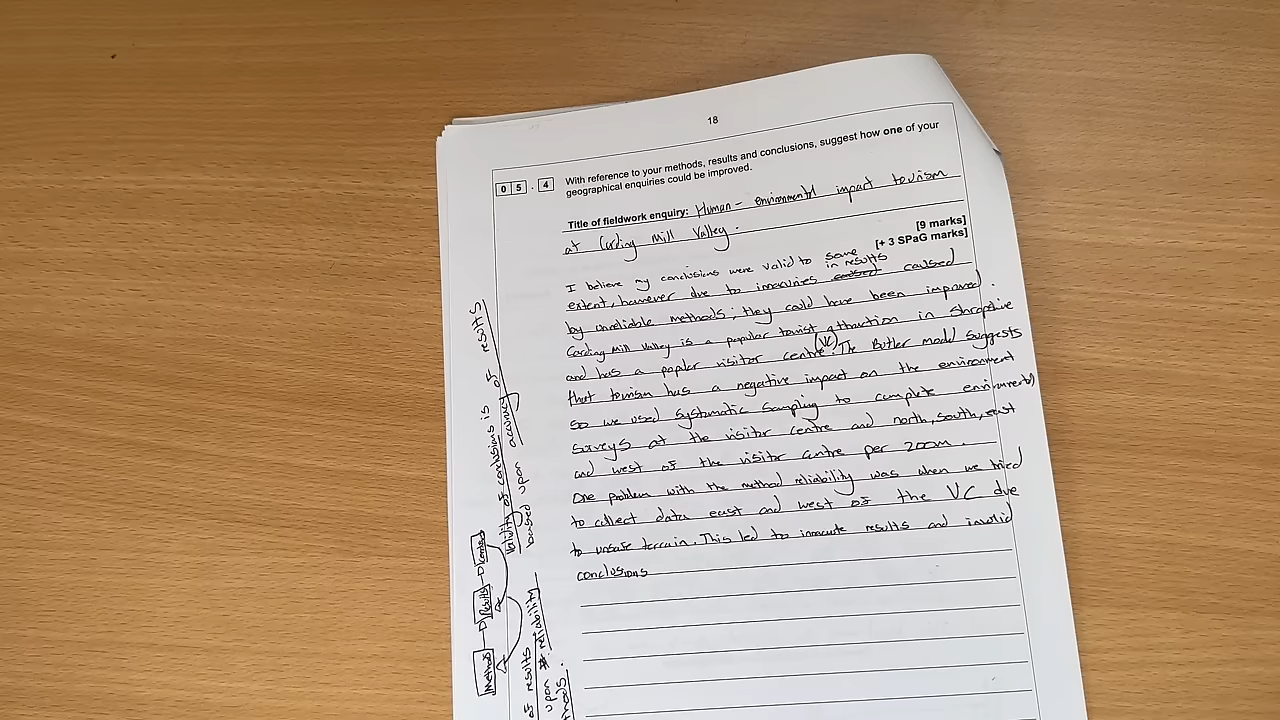 18
0 5 . 4
With reference to your methods, results and conclusions, suggest how one of your
geographical enquiries could be improved.
Title of fieldwork enquiry: Human - environmental impact tourism
at Carding Mill Valley.
[9 marks]
[+ 3 SPaG marks]
I believe my conclusions were valid to some
extent, however due to in results caused
by unreliable methods; they could have been improved.
Carding Mill Valley is a popular tourist attraction in Shropshire
and has a visitor centre (VC). The Butler model suggests
that tourism has a negative impact on the environment
so we used systematic sampling to complete environmental
surveys at the visitor centre and north, south, east
and west of the visitor centre per 200m.
One problem with the method reliability was when we tried
to collect data east and west of the VC due
to unsafe terrain. This led to results and invalid
conclusions
Method Results
validity of conclusions is
based upon accuracy of results
of results
upon reliability